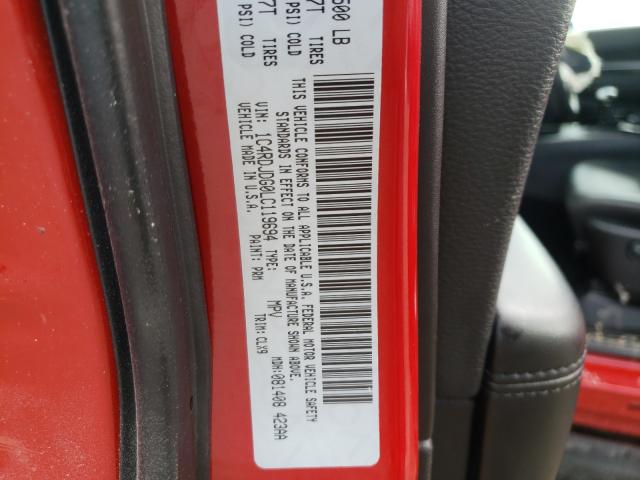 500 LB
7T TIRES
PSI) COLD
7T TIRES
PSI) COLD
THIS VEHICLE CONFORMS TO ALL APPLICABLE U.S.A. FEDERAL MOTOR VEHICLE SAFETY
STANDARDS IN EFFECT ON THE DATE OF MANUFACTURE SHOWN ABOVE.
VIN: 1C4RDJDG0LC119694 TYPE: MPV MDH:081408 423AA
VEHICLE MADE IN U.S.A. PAINT: PRM TRIM:CLX9